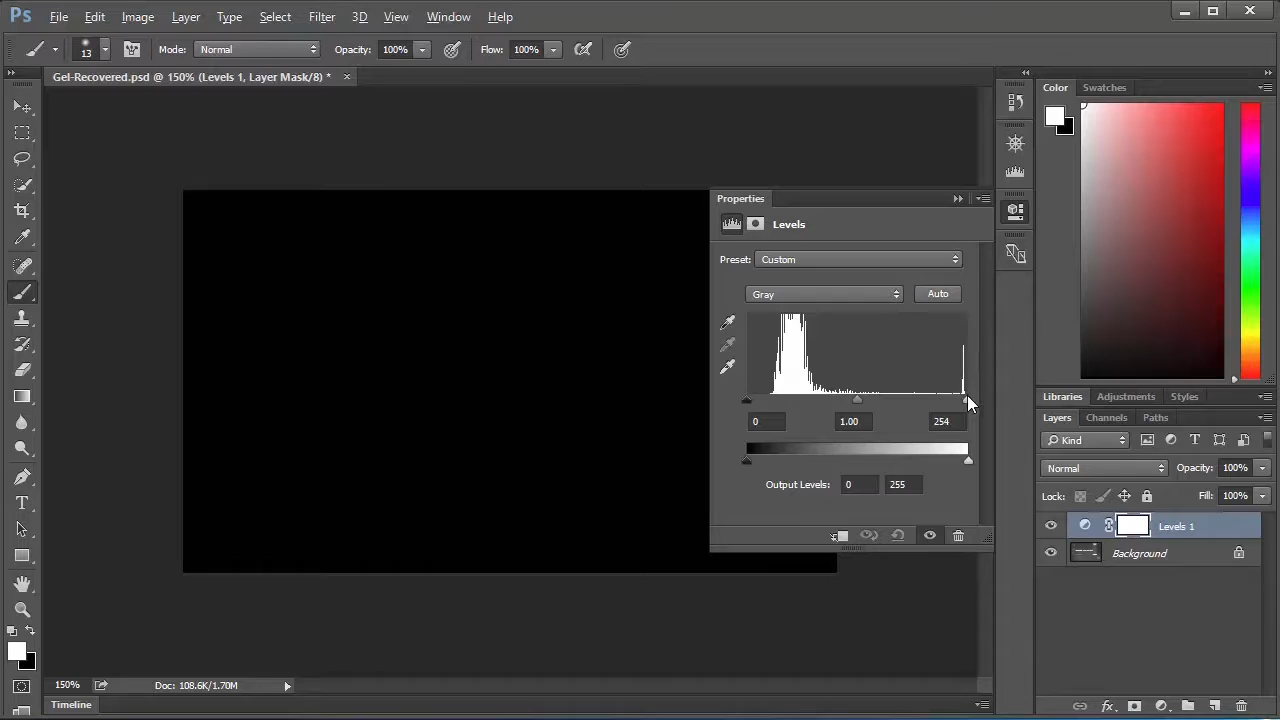 Ps File Edit Image Layer Type Select Filter 3D View Window Help
13 Mode: Normal Opacity: 100% Flow: 100%
Gel-Recovered.psd @ 150% (Levels 1, Layer Mask/8) * ×
Color Swatches
Properties
Levels
Preset: Custom
Gray Auto
0 1.00 254
Output Levels: 0 255
Libraries Adjustments Styles
Layers Channels Paths
Kind T
Normal Opacity: 100%
Lock: Fill: 100%
Levels 1
Background
fx
150% Doc: 108.6K/1.70M
Timeline